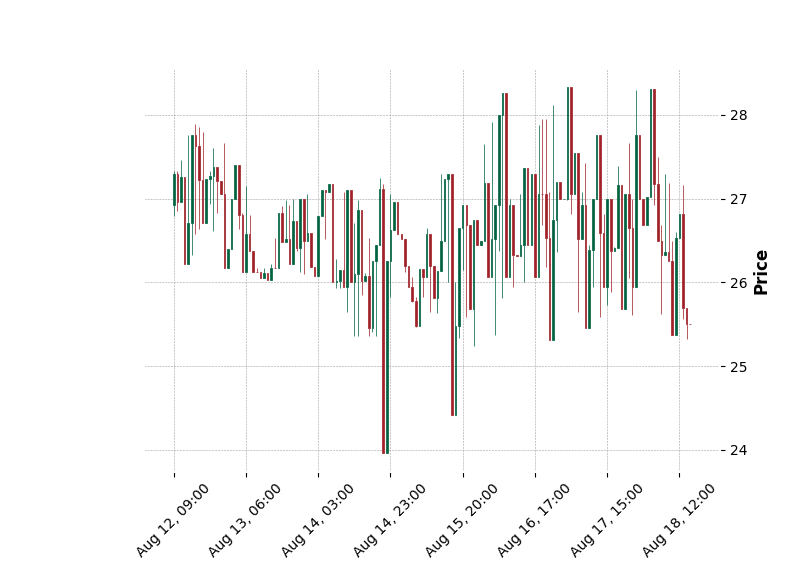 28
27
26
25
24
Price
Aug 12, 09:00
Aug 13, 06:00
Aug 14, 03:00
Aug 14, 23:00
Aug 15, 20:00
Aug 16, 17:00
Aug 17, 15:00
Aug 18, 12:00